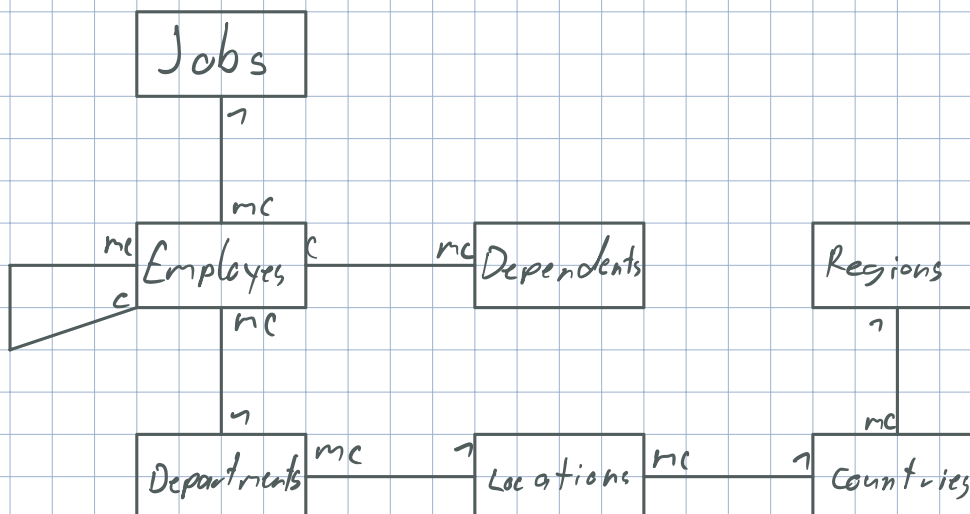 Jobs
1
mc
mc Employes c mc Dependents Regions
c
mc 1
1 mc
Departments mc 1 Locations mc 1 Countries